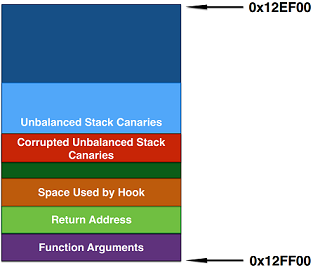 0x12EF00
Unbalanced Stack Canaries
Corrupted Unbalanced Stack
Canaries
Space Used by Hook
Return Address
Function Arguments
0x12FF00